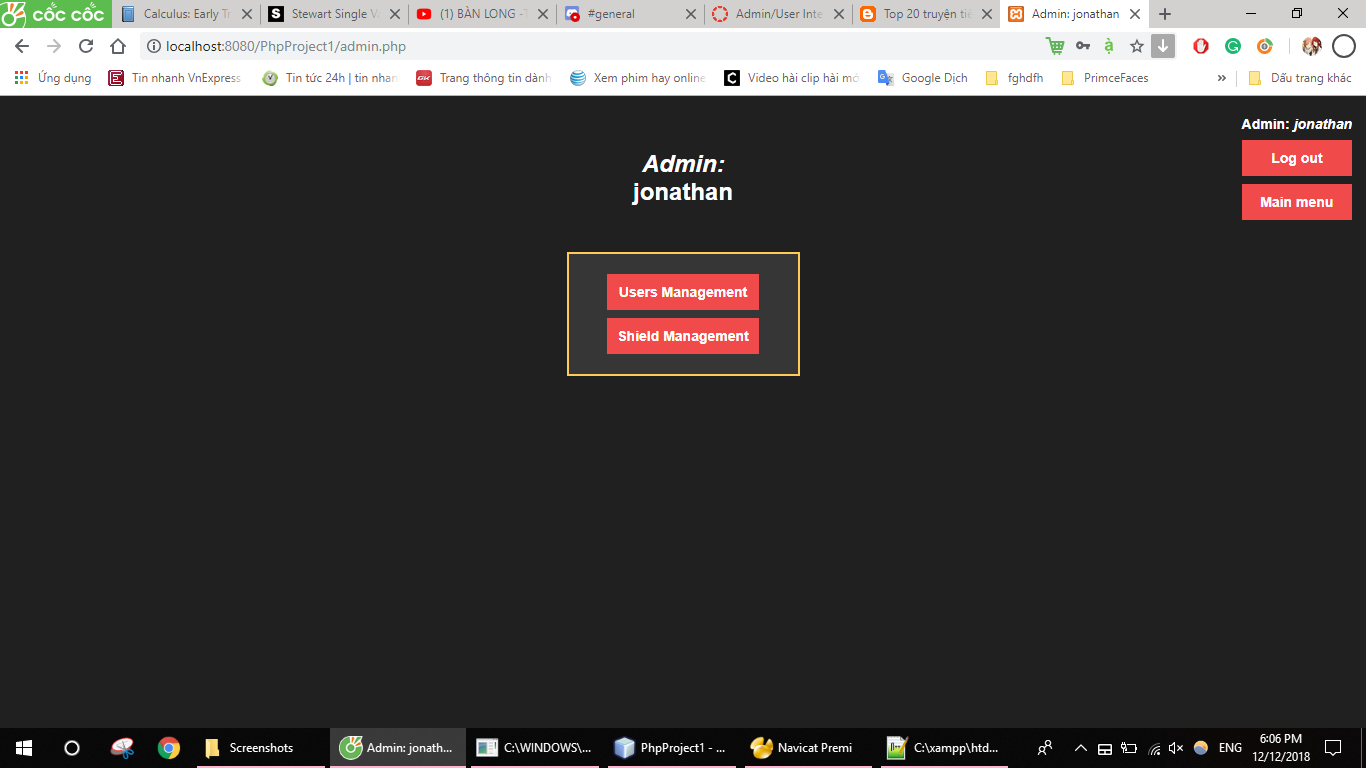 cốc cốc
Calculus: Early Tr
Stewart Single V
(1) BÀN LONG -T
#general
Admin/User Inte
Top 20 truyện tiê
Admin: jonathan
localhost:8080/PhpProject1/admin.php
Ứng dụng
Tin nhanh VnExpress
Tin tức 24h | tin nhan
Trang thông tin dành
Xem phim hay online
Video hài clip hài mớ
Google Dịch
fghdfh
PrimceFaces
»
Dấu trang khác
Admin: jonathan
Log out
Main menu
Admin:
jonathan
Users Management
Shield Management
Screenshots
Admin: jonath...
C:\WINDOWS\...
PhpProject1 - ...
Navicat Premi
C:\xampp\htd...
ENG
6:06 PM
12/12/2018